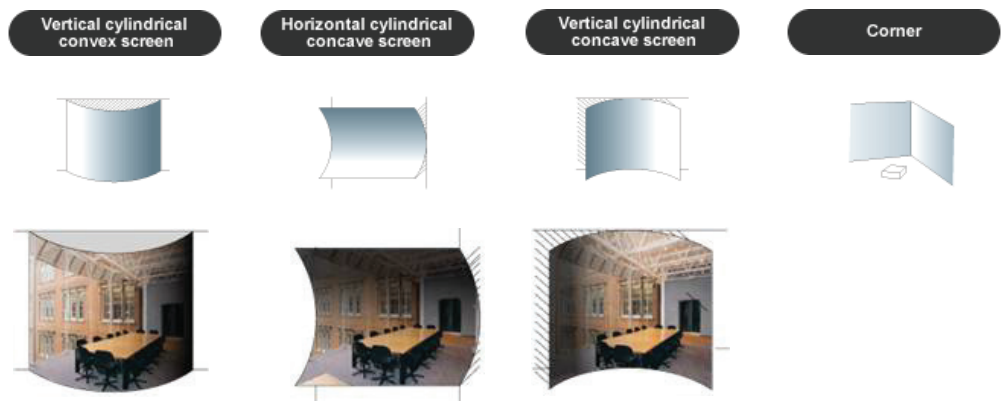 Vertical cylindrical
convex screen
Horizontal cylindrical
concave screen
Vertical cylindrical
concave screen
Corner